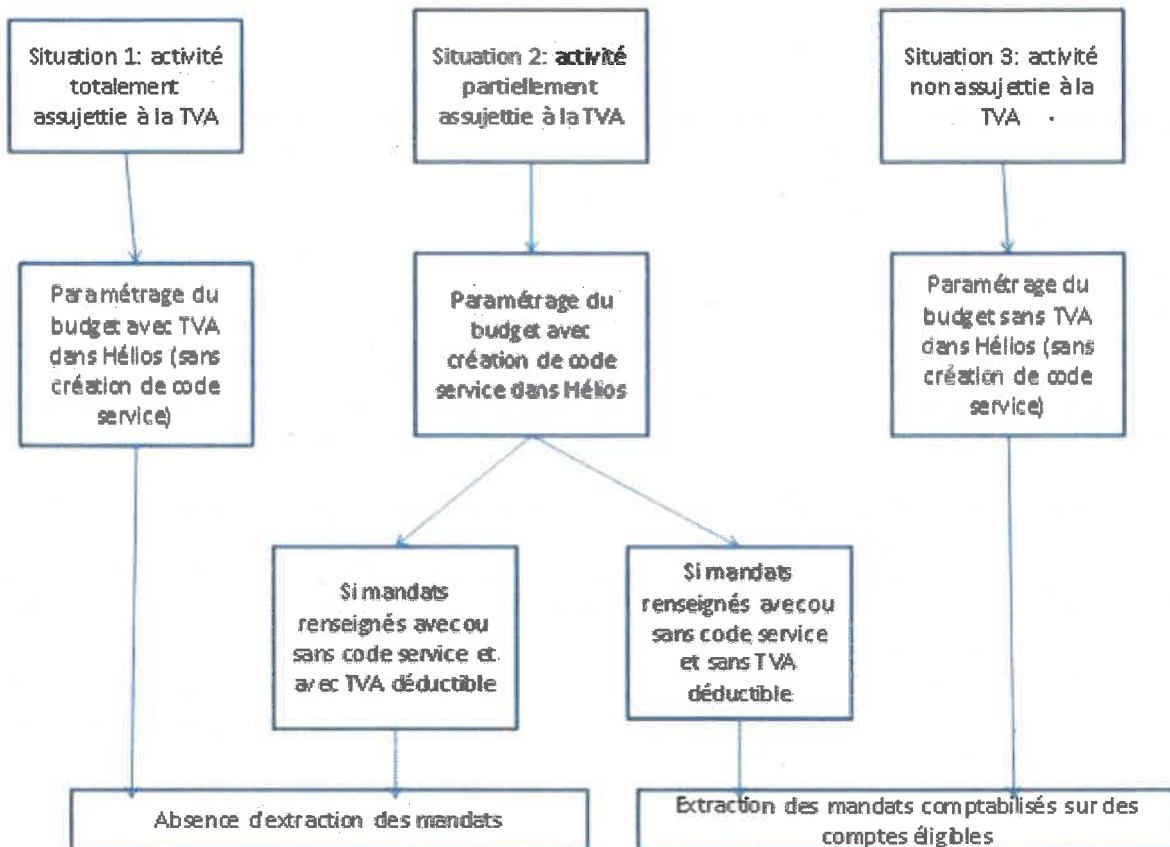 Situation 1: activité
totalement
assujettie à la TVA
Situation 2: activité
partiellement
assujettie à la TVA
Situation 3: activité
non assujettie à la
TVA
Paramétrage du
budget avec TVA
dans Hélios (sans
création de code
service)
Paramétrage du
budget avec
création de code
service dans Hélios
Paramétrage du
budget sans TVA
dans Hélios (sans
création de code
service)
Si mandats
renseignés avec ou
sans code service et
avec TVA déductible
Si mandats
renseignés avec ou
sans code service
et sans TVA
déductible
Absence d'extraction des mandats
Extraction des mandats comptabilisés sur des
comptes éligibles